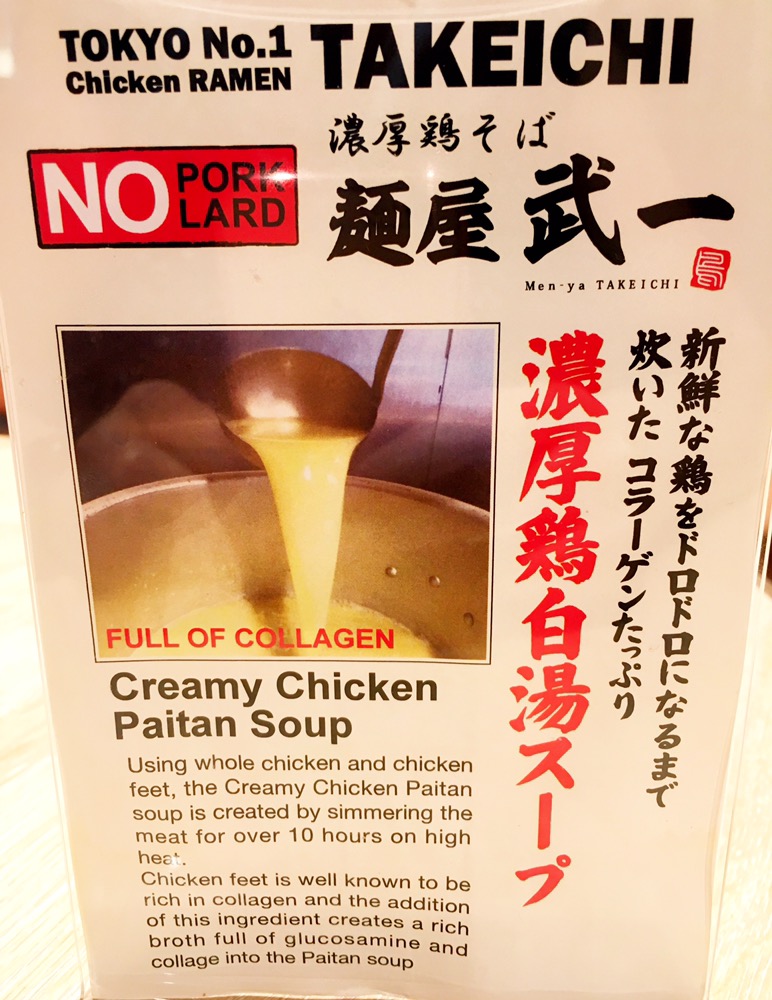 TOKYO No.1
Chicken RAMEN
TAKEICHI
濃厚鶏そば
NO PORK
LARD
麺屋 武一
Men-ya TAKEICHI
新鮮な鶏をドロドロになるまで
炊いた コラーゲンたっぷり
濃厚鶏白湯スープ
FULL OF COLLAGEN
Creamy Chicken
Paitan Soup
Using whole chicken and chicken
feet, the Creamy Chicken Paitan
soup is created by simmering the
meat for over 10 hours on high
heat.
Chicken feet is well known to be
rich in collagen and the addition
of this ingredient creates a rich
broth full of glucosamine and
collage into the Paitan soup